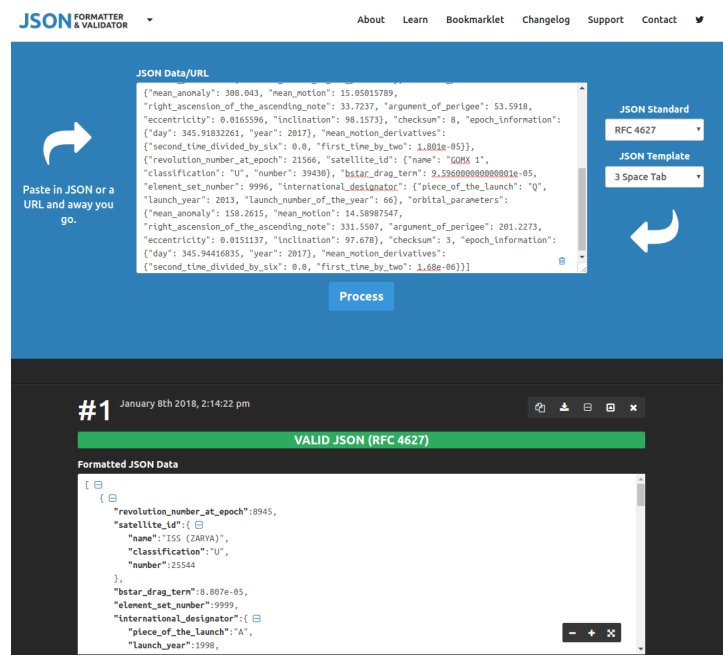 JSON FORMATTER & VALIDATOR
About Learn Bookmarklet Changelog Support Contact
JSON Data/URL
{"mean_anomaly": 308.043, "mean_motion": 15.05015789,
"right_ascension_of_the_ascending_note": 33.7237, "argument_of_perigee": 53.5918,
"eccentricity": 0.0165596, "inclination": 98.1573}, "checksum": 8, "epoch_information":
{"day": 345.91832261, "year": 2017}, "mean_motion_derivatives":
{"second_time_divided_by_six": 0.0, "first_time_by_two": 1.801e-05}},
{"revolution_number_at_epoch": 21566, "satellite_id": {"name": "GOMX 1",
"classification": "U", "number": 39430}, "bstar_drag_term": 9.596000000000001e-05,
"element_set_number": 9996, "international_designator": {"piece_of_the_launch": "Q",
"launch_year": 2013, "launch_number_of_the_year": 66}, "orbital_parameters":
{"mean_anomaly": 158.2615, "mean_motion": 14.58987547,
"right_ascension_of_the_ascending_note": 331.5507, "argument_of_perigee": 201.2273,
"eccentricity": 0.0151137, "inclination": 97.678}, "checksum": 3, "epoch_information":
{"day": 345.94416835, "year": 2017}, "mean_motion_derivatives":
{"second_time_divided_by_six": 0.0, "first_time_by_two": 1.68e-06}}]
Paste in JSON or a
URL and away you
go.
JSON Standard
RFC 4627
JSON Template
3 Space Tab
Process
#1 January 8th 2018, 2:14:22 pm
VALID JSON (RFC 4627)
Formatted JSON Data
[
{
"revolution_number_at_epoch":8945,
"satellite_id":{
"name":"ISS (ZARYA)",
"classification":"U",
"number":25544
},
"bstar_drag_term":8.807e-05,
"element_set_number":9999,
"international_designator":{
"piece_of_the_launch":"A",
"launch_year":1998,